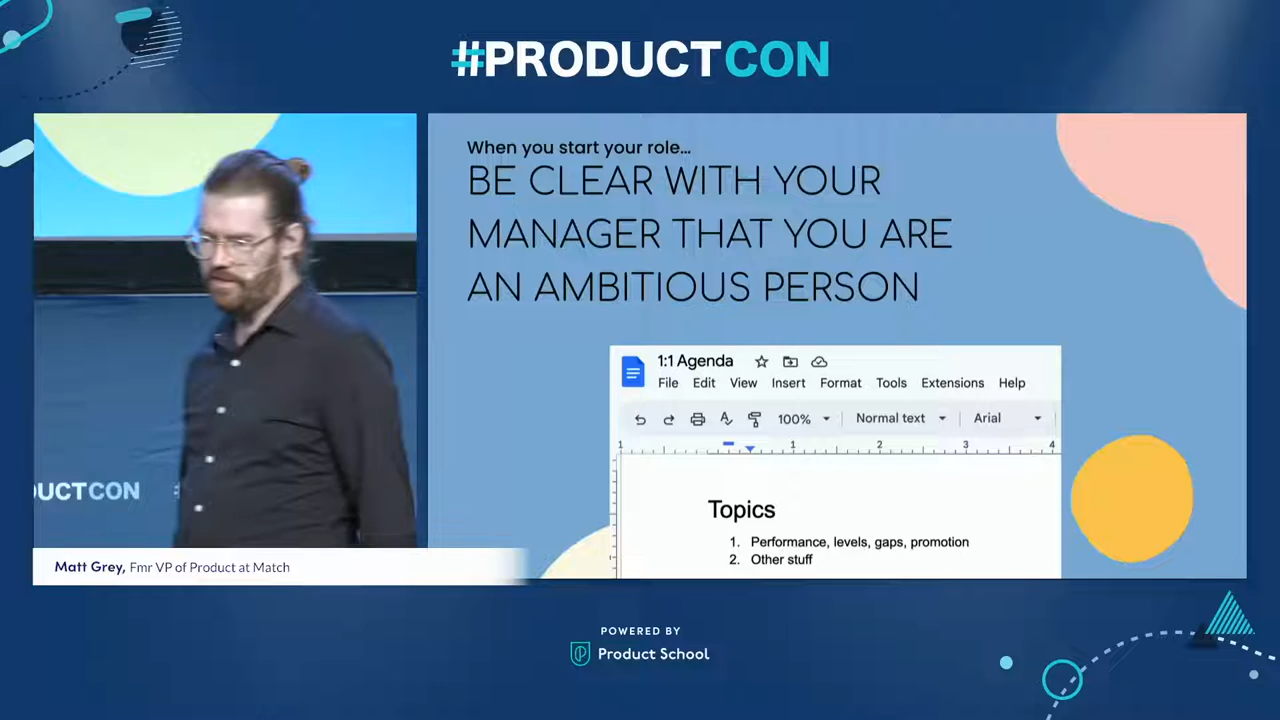 #PRODUCTCON
When you start your role...
BE CLEAR WITH YOUR
MANAGER THAT YOU ARE
AN AMBITIOUS PERSON
1:1 Agenda
File Edit View Insert Format Tools Extensions Help
100% Normal text Arial
1 1 2 3 4
Topics
1. Performance, levels, gaps, promotion
2. Other stuff
DUCTCON #
Matt Grey, Fmr VP of Product at Match
POWERED BY
Product School